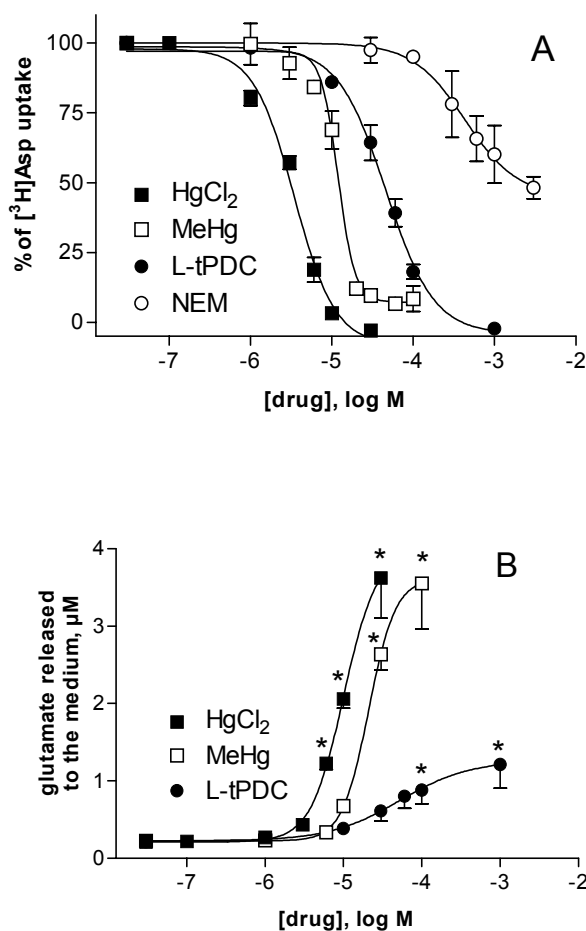 A
100
75
50
25
0
% of [³H]Asp uptake
HgCl₂
MeHg
L-tPDC
NEM
-7 -6 -5 -4 -3 -2
[drug], log M
B
4
3
2
1
0
glutamate released
to the medium, µM
* *
*
*
*
* *
HgCl₂
MeHg
L-tPDC
-7 -6 -5 -4 -3 -2
[drug], log M